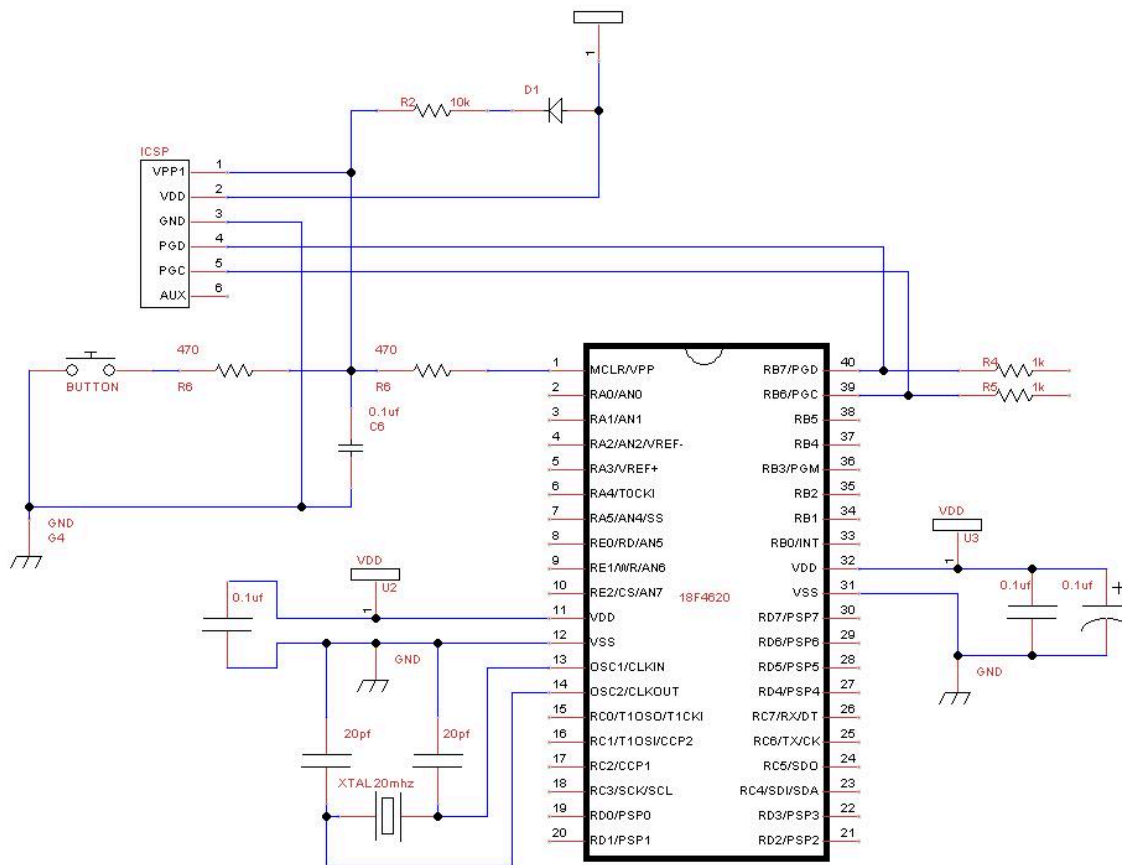 1
R2
10k
D1
ICSP
VPP1 1
VDD 2
GND 3
PGD 4
PGC 5
AUX 6
BUTTON
470
R6
470
R6
0.1uf
C6
GND
G4
18F4620
1 MCLR/VPP
2 RA0/AN0
3 RA1/AN1
4 RA2/AN2/VREF-
5 RA3/VREF+
6 RA4/TOCKI
7 RA5/AN4/SS
8 RE0/RD/AN5
9 RE1/WR/AN6
10 RE2/CS/AN7
11 VDD
12 VSS
13 OSC1/CLKIN
14 OSC2/CLKOUT
15 RC0/T1OSO/T1CKI
16 RC1/T1OSI/CCP2
17 RC2/CCP1
18 RC3/SCK/SCL
19 RD0/PSP0
20 RD1/PSP1
RB7/PGD 40
RB6/PGC 39
RB5 38
RB4 37
RB3/PGM 36
RB2 35
RB1 34
RB0/INT 33
VDD 32
VSS 31
RD7/PSP7 30
RD6/PSP6 29
RD5/PSP5 28
RD4/PSP4 27
RC7/RX/DT 26
RC6/TX/CK 25
RC5/SDO 24
RC4/SDI/SDA 23
RD3/PSP3 22
RD2/PSP2 21
R4 1k
R5 1k
VDD
U3
1
0.1uf
0.1uf
+
GND
VDD
U2
1
0.1uf
GND
20pf
20pf
XTAL20mhz